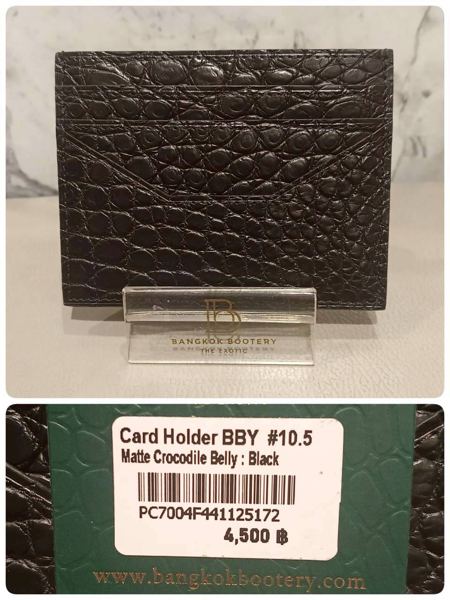 B
BANGKOK BOOTERY
THE EXOTIC
Card Holder BBY #10.5
Matte Crocodile Belly : Black
PC7004F441125172
4,500 ฿
www.bangkokbootery.com